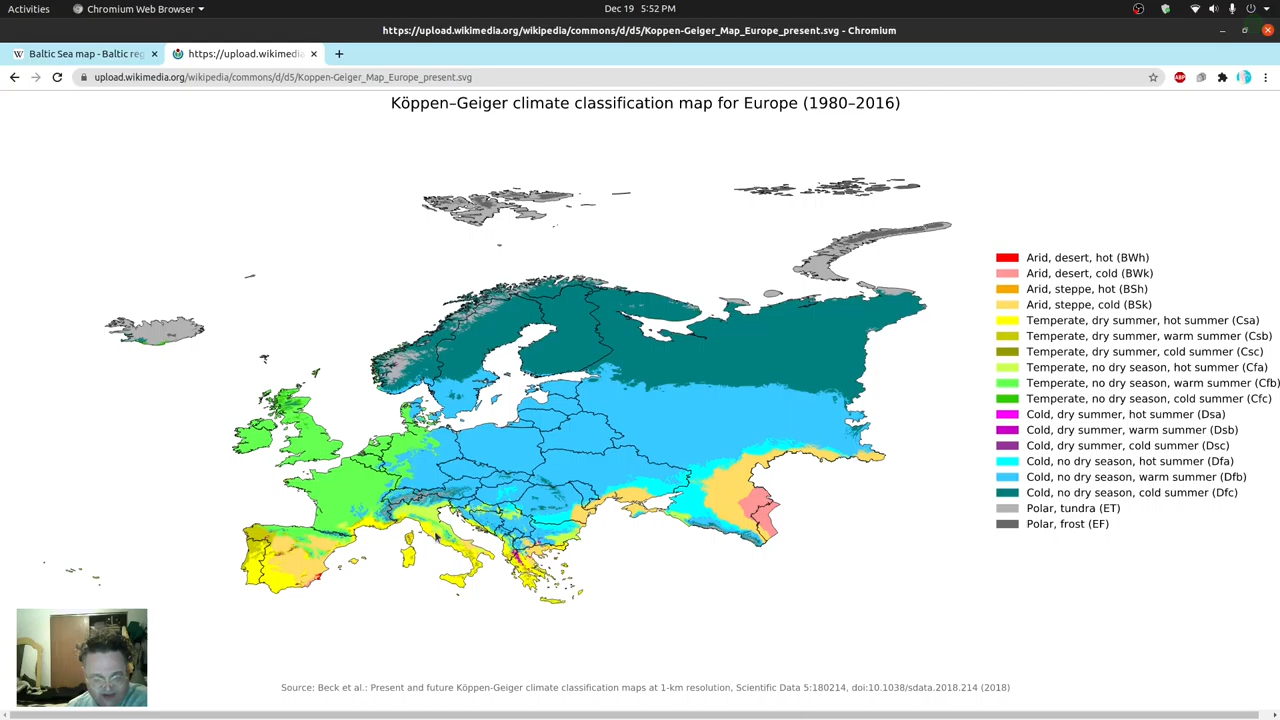 Activities
Chromium Web Browser
Dec 19 5:52 PM
https://upload.wikimedia.org/wikipedia/commons/d/d5/Koppen-Geiger_Map_Europe_present.svg - Chromium
W Baltic Sea map - Baltic reg
https://upload.wikimedia
upload.wikimedia.org/wikipedia/commons/d/d5/Koppen-Geiger_Map_Europe_present.svg
ABP
Köppen–Geiger climate classification map for Europe (1980–2016)
Arid, desert, hot (BWh)
Arid, desert, cold (BWk)
Arid, steppe, hot (BSh)
Arid, steppe, cold (BSk)
Temperate, dry summer, hot summer (Csa)
Temperate, dry summer, warm summer (Csb)
Temperate, dry summer, cold summer (Csc)
Temperate, no dry season, hot summer (Cfa)
Temperate, no dry season, warm summer (Cfb)
Temperate, no dry season, cold summer (Cfc)
Cold, dry summer, hot summer (Dsa)
Cold, dry summer, warm summer (Dsb)
Cold, dry summer, cold summer (Dsc)
Cold, no dry season, hot summer (Dfa)
Cold, no dry season, warm summer (Dfb)
Cold, no dry season, cold summer (Dfc)
Polar, tundra (ET)
Polar, frost (EF)
Source: Beck et al.: Present and future Köppen-Geiger climate classification maps at 1-km resolution, Scientific Data 5:180214, doi:10.1038/sdata.2018.214 (2018)